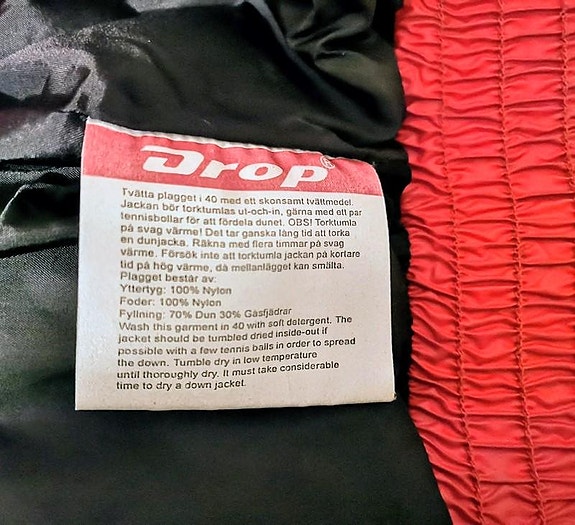 Drop®
Tvätta plagget i 40 med ett skonsamt tvättmedel.
Jackan bör torktumlas ut-och-in, gärna med ett par
tennisbollar för att fördela dunet. OBS! Torktumla
på svag värme! Det tar ganska lång tid att torka
en dunjacka. Räkna med flera timmar på svag
värme. Försök inte att torktumla jackan på kortare
tid på hög värme, då mellanlägget kan smälta.
Plagget består av:
Yttertyg: 100% Nylon
Foder: 100% Nylon
Fyllning: 70% Dun 30% Gåsfjädrar
Wash this garment in 40 with soft detergent. The
jacket should be tumbled dried inside-out if
possible with a few tennis balls in order to spread
the down. Tumble dry in low temperature
until thoroughly dry. It must take considerable
time to dry a down jacket.